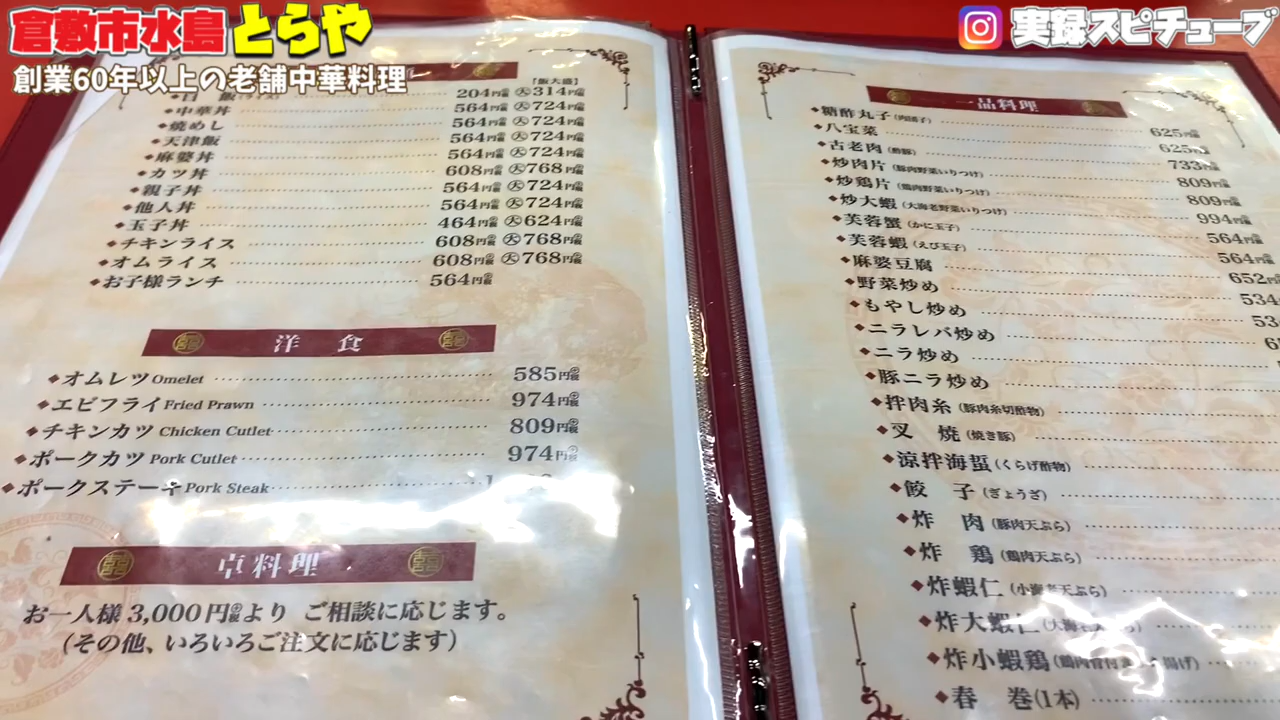 倉敷市水島とらや
創業60年以上の老舗中華料理
実録スピチューブ
「飯大盛」
白 飯(ライス) 204円 大314円
中華丼 564円 大724円
焼めし 564円 大724円
天津飯 564円 大724円
麻婆丼 564円 大724円
カツ丼 608円 大768円
親子丼 564円 大724円
他人丼 564円 大724円
玉子丼 464円 大624円
チキンライス 608円 大768円
オムライス 608円 大768円
お子様ランチ 564円
洋 食
オムレツ Omelet 585円
エビフライ Fried Prawn 974円
チキンカツ Chicken Cutlet 809円
ポークカツ Pork Cutlet 974円
ポークステーキ Pork Steak
卓料理
お一人様 3,000円より ご相談に応じます。
(その他、いろいろご注文に応じます)
一品料理
糖酢丸子(肉団子) 625円
八宝菜 625円
古老肉(酢豚) 733円
炒肉片(豚肉野菜いりつけ) 809円
炒鶏片(鶏肉野菜いりつけ) 809円
炒大蝦(大海老野菜いりつけ) 994円
芙蓉蟹(かに玉子) 564円
芙蓉蝦(えび玉子) 564円
麻婆豆腐 652円
野菜炒め 534
もやし炒め
ニラレバ炒め
ニラ炒め
豚ニラ炒め
拌肉糸(豚肉糸切酢物)
叉 焼(焼き豚)
涼拌海蜇(くらげ酢物)
餃 子(ぎょうざ)
炸 肉(豚肉天ぷら)
炸 鶏(鶏肉天ぷら)
炸蝦仁(小海老天ぷら)
炸大蝦仁
炸小蝦鶏
春 巻(1本)